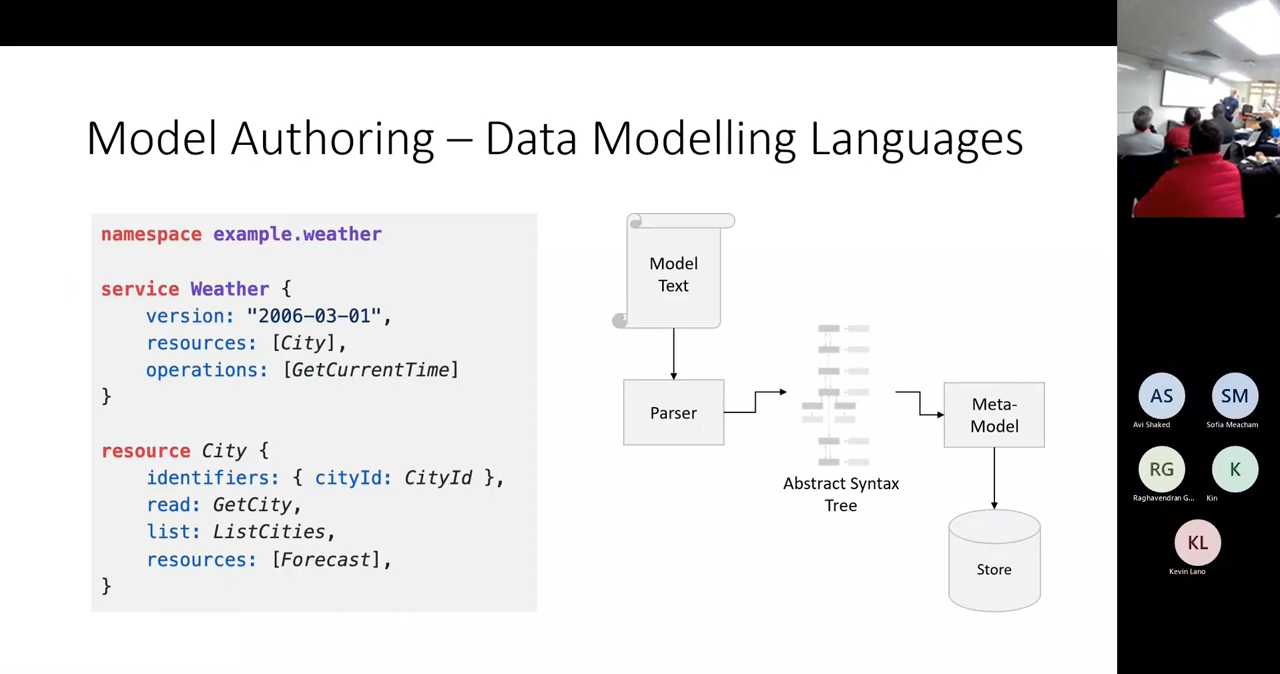 Model Authoring – Data Modelling Languages
namespace example.weather
service Weather {
version: "2006-03-01",
resources: [City],
operations: [GetCurrentTime]
}
resource City {
identifiers: { cityId: CityId },
read: GetCity,
list: ListCities,
resources: [Forecast],
}
Model
Text
Parser
Abstract Syntax
Tree
Meta-
Model
Store
AS
Avi Shaked
SM
Sofia Meacham
RG
Raghavendran G...
K
Kin
KL
Kevin Lano